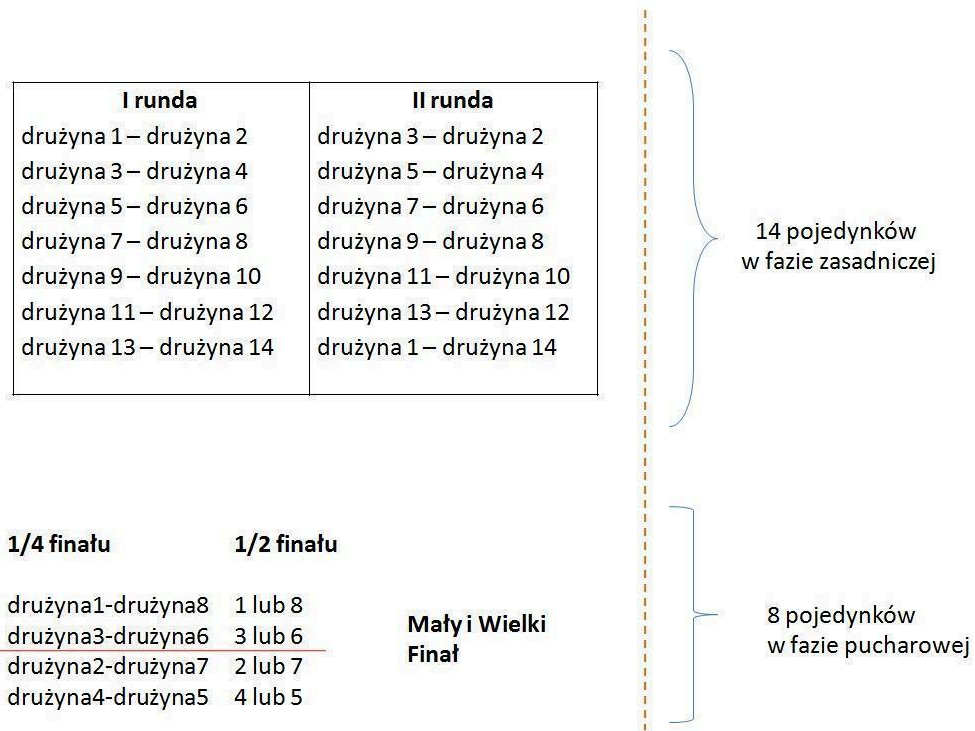 I runda
drużyna 1 – drużyna 2
drużyna 3 – drużyna 4
drużyna 5 – drużyna 6
drużyna 7 – drużyna 8
drużyna 9 – drużyna 10
drużyna 11 – drużyna 12
drużyna 13 – drużyna 14
II runda
drużyna 3 – drużyna 2
drużyna 5 – drużyna 4
drużyna 7 – drużyna 6
drużyna 9 – drużyna 8
drużyna 11 – drużyna 10
drużyna 13 – drużyna 12
drużyna 1 – drużyna 14
14 pojedynków
w fazie zasadniczej
1/4 finału
drużyna1-drużyna8
drużyna3-drużyna6
drużyna2-drużyna7
drużyna4-drużyna5
1/2 finału
1 lub 8
3 lub 6
2 lub 7
4 lub 5
Mały i Wielki
Finał
8 pojedynków
w fazie pucharowej